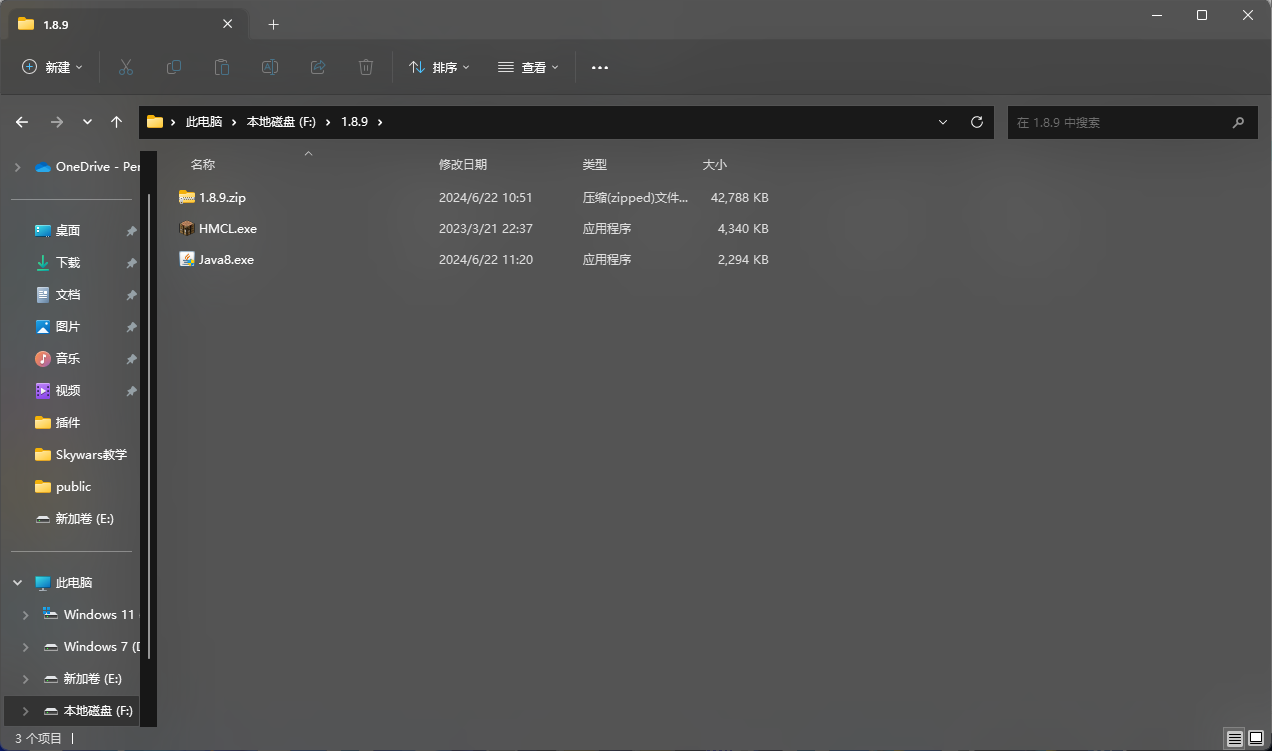 1.8.9
新建
排序
查看
此电脑
本地磁盘 (F:)
1.8.9
在 1.8.9 中搜索
OneDrive - Per
桌面
下载
文档
图片
音乐
视频
插件
Skywars教学
public
新加卷 (E:)
此电脑
Windows 11
Windows 7 (D
新加卷 (E:)
本地磁盘 (F:)
名称 修改日期 类型 大小
1.8.9.zip 2024/6/22 10:51 压缩(zipped)文件... 42,788 KB
HMCL.exe 2023/3/21 22:37 应用程序 4,340 KB
Java8.exe 2024/6/22 11:20 应用程序 2,294 KB
3 个项目